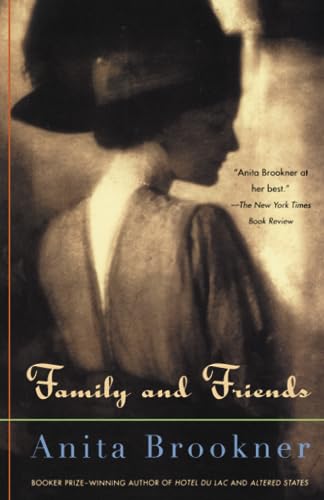 "Anita Brookner at
her best."
—The New York Times
Book Review
Family and Friends
Anita Brookner
BOOKER PRIZE–WINNING AUTHOR OF HOTEL DU LAC AND ALTERED STATES